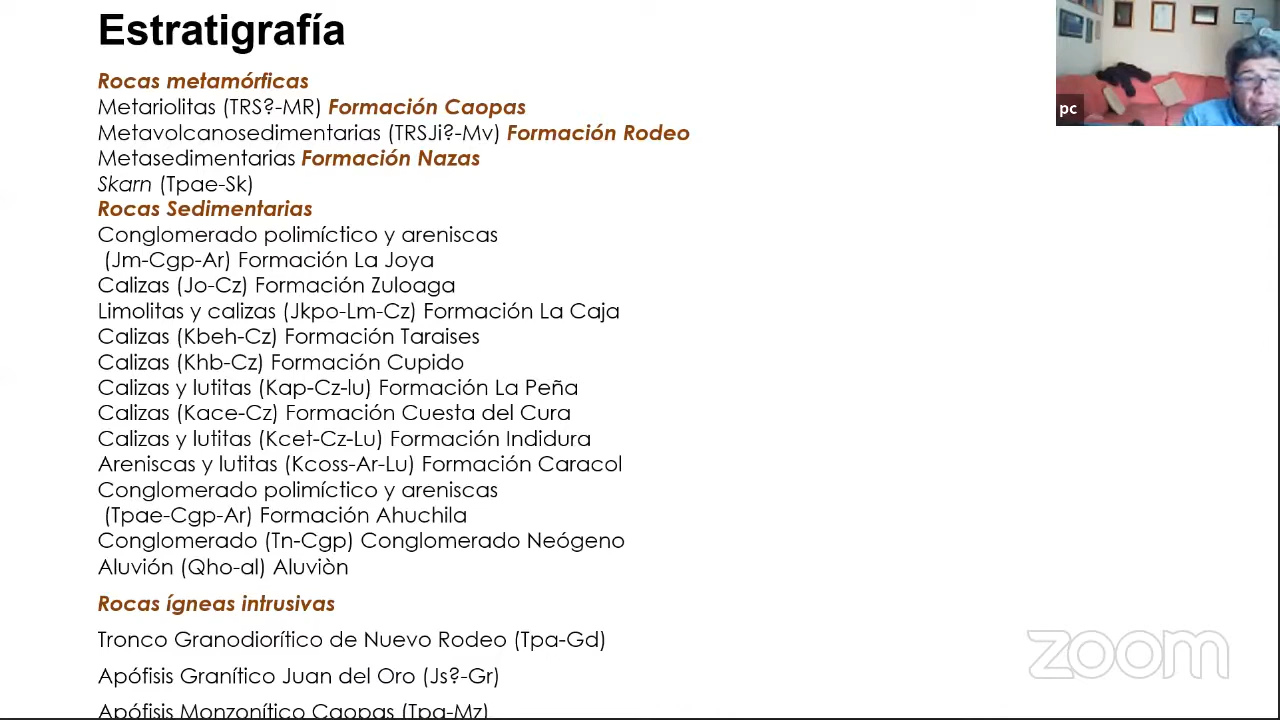 Estratigrafía
Rocas metamórficas
Metariolitas (TRS?-MR) Formación Caopas
Metavolcanosedimentarias (TRSJi?-Mv) Formación Rodeo
Metasedimentarias Formación Nazas
Skarn (Tpae-Sk)
Rocas Sedimentarias
Conglomerado polimíctico y areniscas
(Jm-Cgp-Ar) Formación La Joya
Calizas (Jo-Cz) Formación Zuloaga
Limolitas y calizas (Jkpo-Lm-Cz) Formación La Caja
Calizas (Kbeh-Cz) Formación Taraises
Calizas (Khb-Cz) Formación Cupido
Calizas y lutitas (Kap-Cz-lu) Formación La Peña
Calizas (Kace-Cz) Formación Cuesta del Cura
Calizas y lutitas (Kcet-Cz-Lu) Formación Indidura
Areniscas y lutitas (Kcoss-Ar-Lu) Formación Caracol
Conglomerado polimíctico y areniscas
(Tpae-Cgp-Ar) Formación Ahuchila
Conglomerado (Tn-Cgp) Conglomerado Neógeno
Aluvión (Qho-al) Aluviòn
Rocas ígneas intrusivas
Tronco Granodiorítico de Nuevo Rodeo (Tpa-Gd)
Apófisis Granítico Juan del Oro (Js?-Gr)
Apófisis Monzonítico Caopas (Tpa-Mz)
pc
zoom